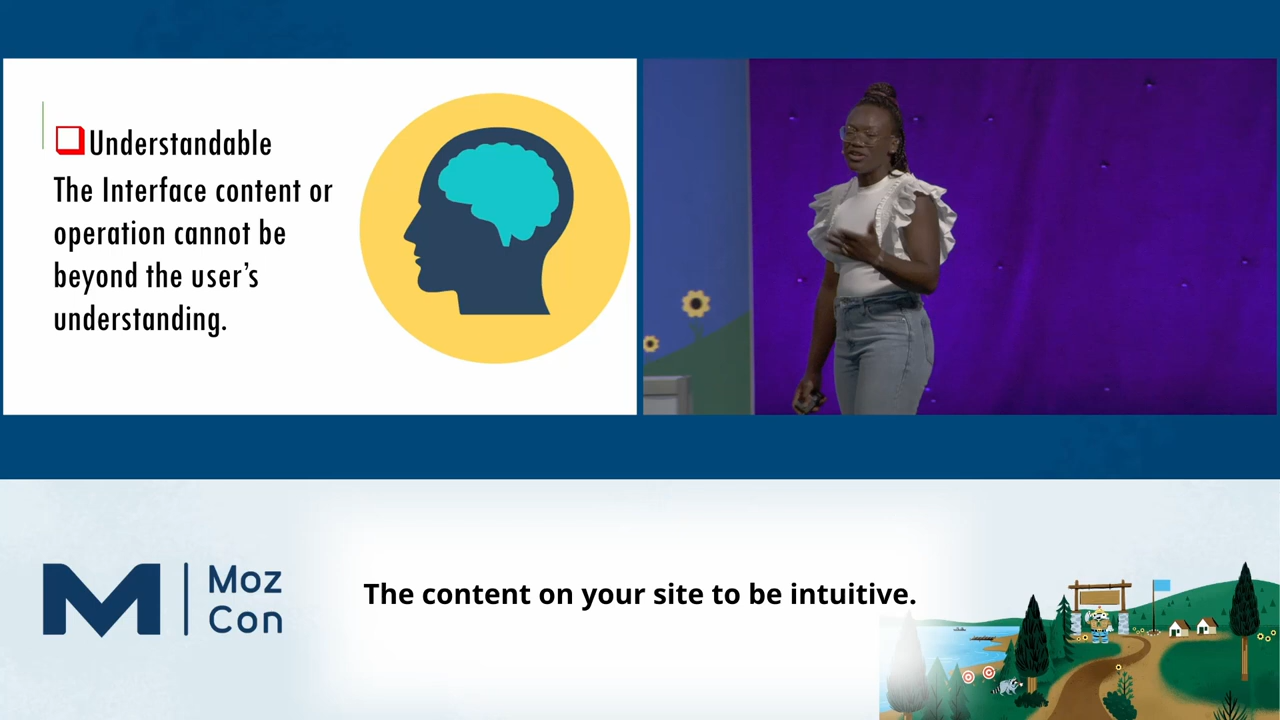 Understandable
The Interface content or
operation cannot be
beyond the user's
understanding.
Moz
Con
The content on your site to be intuitive.